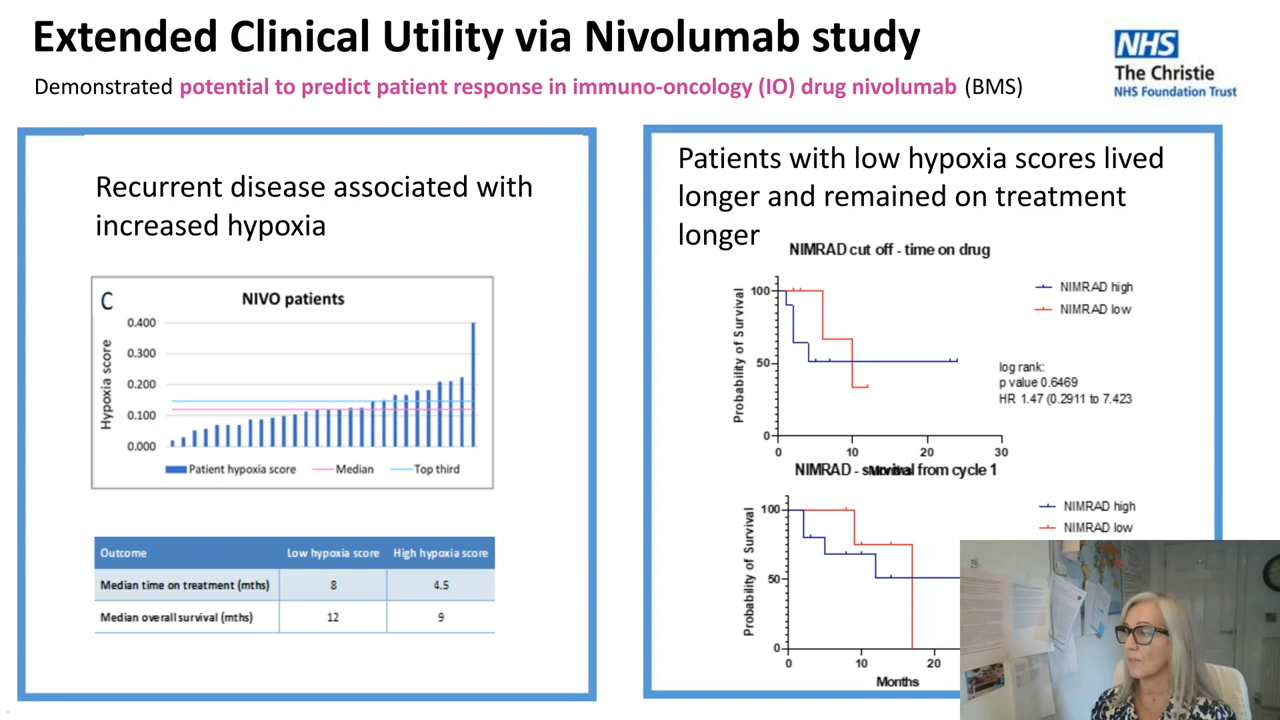 Extended Clinical Utility via Nivolumab study
Demonstrated potential to predict patient response in immuno-oncology (IO) drug nivolumab (BMS)
NHS
The Christie
NHS Foundation Trust
Recurrent disease associated with
increased hypoxia
C
NIVO patients
Hypoxia score
0.400
0.300
0.200
0.100
0.000
Patient hypoxia score
Median
Top third
Outcome Low hypoxia score High hypoxia score
Median time on treatment (mths) 8 4.5
Median overall survival (mths) 12 9
Patients with low hypoxia scores lived
longer and remained on treatment
longer
NIMRAD cut off - time on drug
Probability of Survival
100
50
0
0 10 20 30
NIMRAD high
NIMRAD low
log rank:
p value 0.6469
HR 1.47 (0.2911 to 7.423
NIMRAD - survival from cycle 1
Probability of Survival
100
50
0
0 10 20
Months
NIMRAD high
NIMRAD low